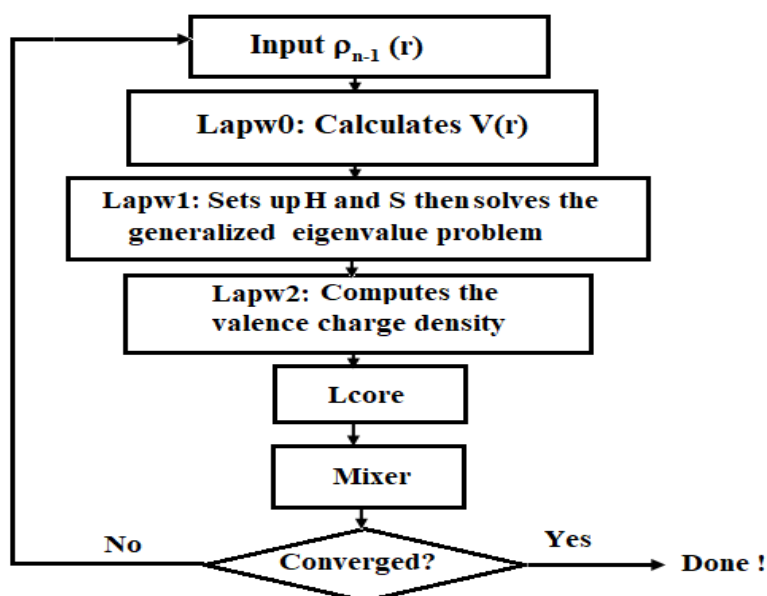 Input ρn-1 (r)
Lapw0: Calculates V(r)
Lapw1: Sets up H and S then solves the
generalized eigenvalue problem
Lapw2: Computes the
valence charge density
Lcore
Mixer
No
Converged?
Yes
Done !